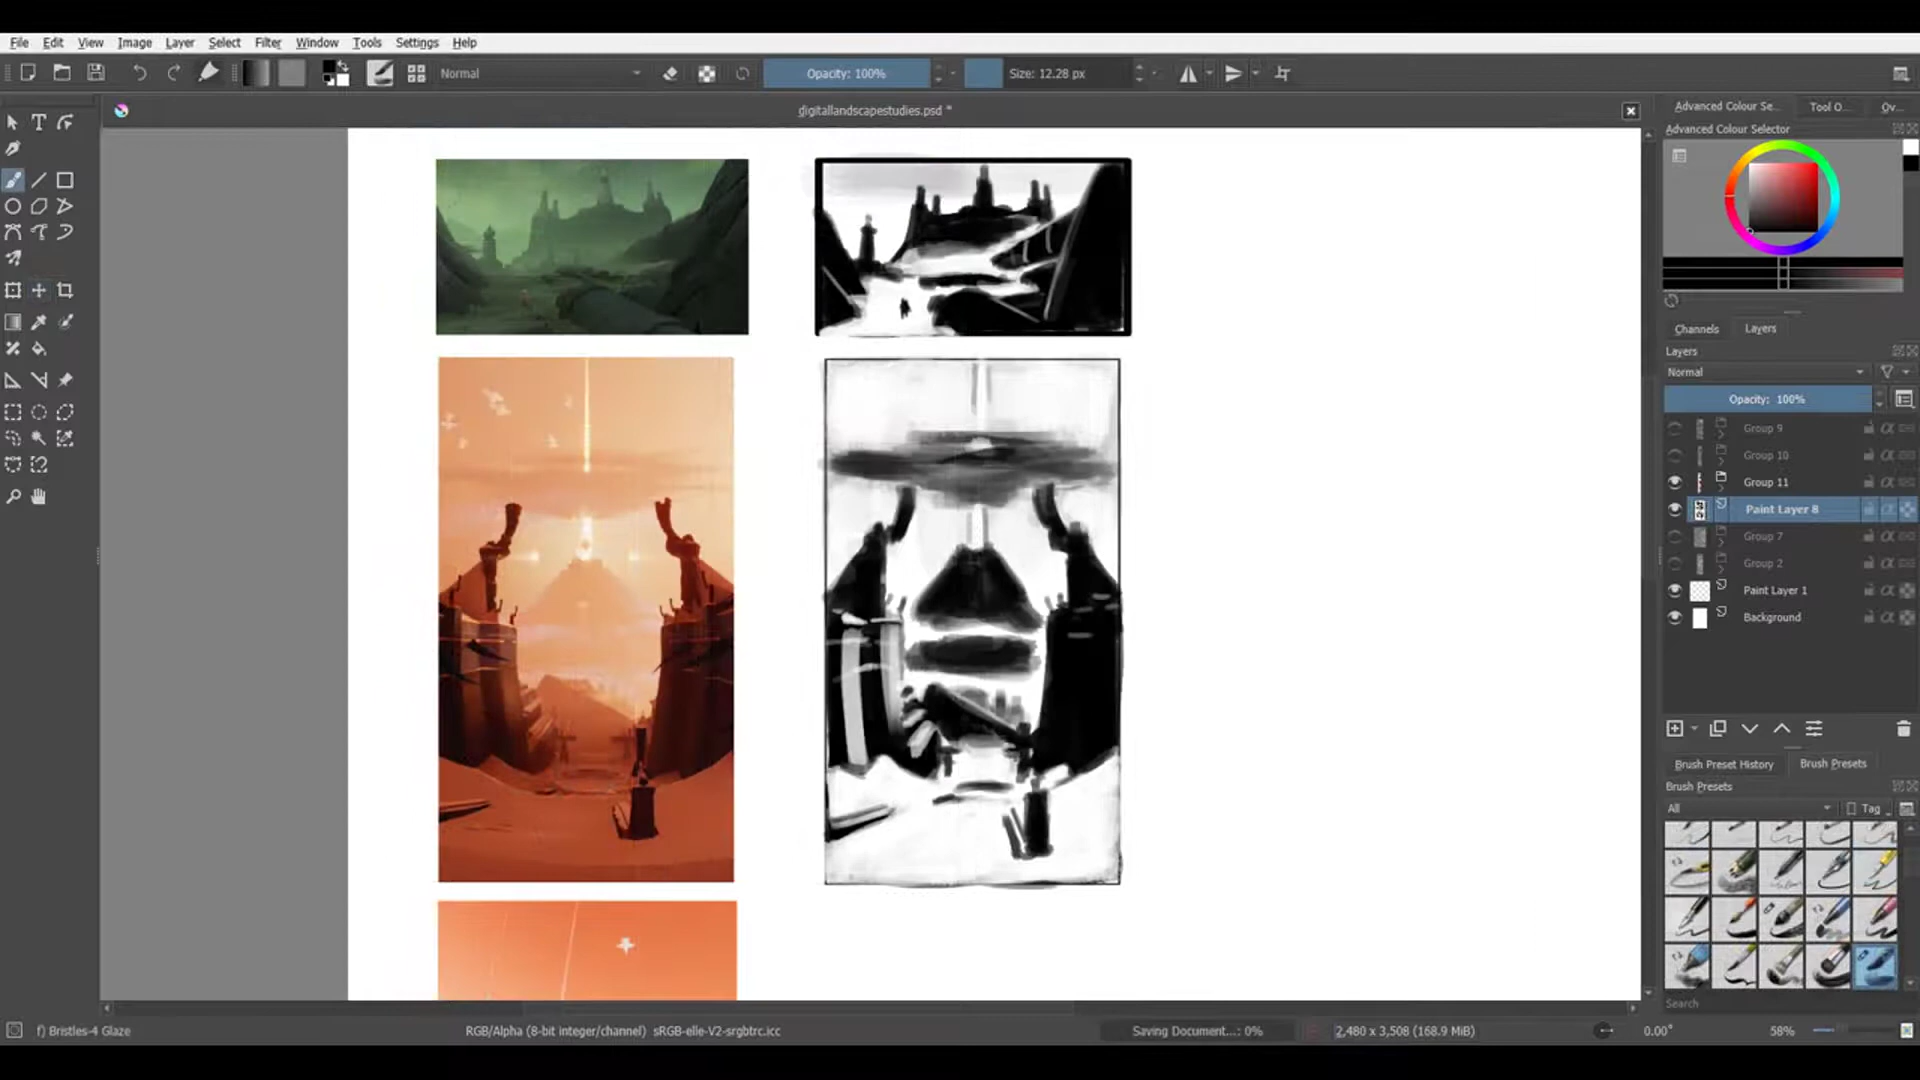 File Edit View Image Layer Select Filter Window Tools Settings Help
Normal Opacity: 100% Size: 12.28 px
digitallandscapestudies.psd *
Advanced Colour Se... Tool O... Ov...
Advanced Colour Selector
Channels Layers
Layers
Normal
Opacity: 100%
Group 9
Group 10
Group 11
Paint Layer 8
Group 7
Group 2
Paint Layer 1
Background
Brush Preset History Brush Presets
Brush Presets
All Tag
Search
f) Bristles-4 Glaze RGB/Alpha (8-bit integer/channel) sRGB-elle-V2-srgbtrc.icc Saving Document...: 0% 2,480 x 3,508 (168.9 MiB) 0.00° 58%